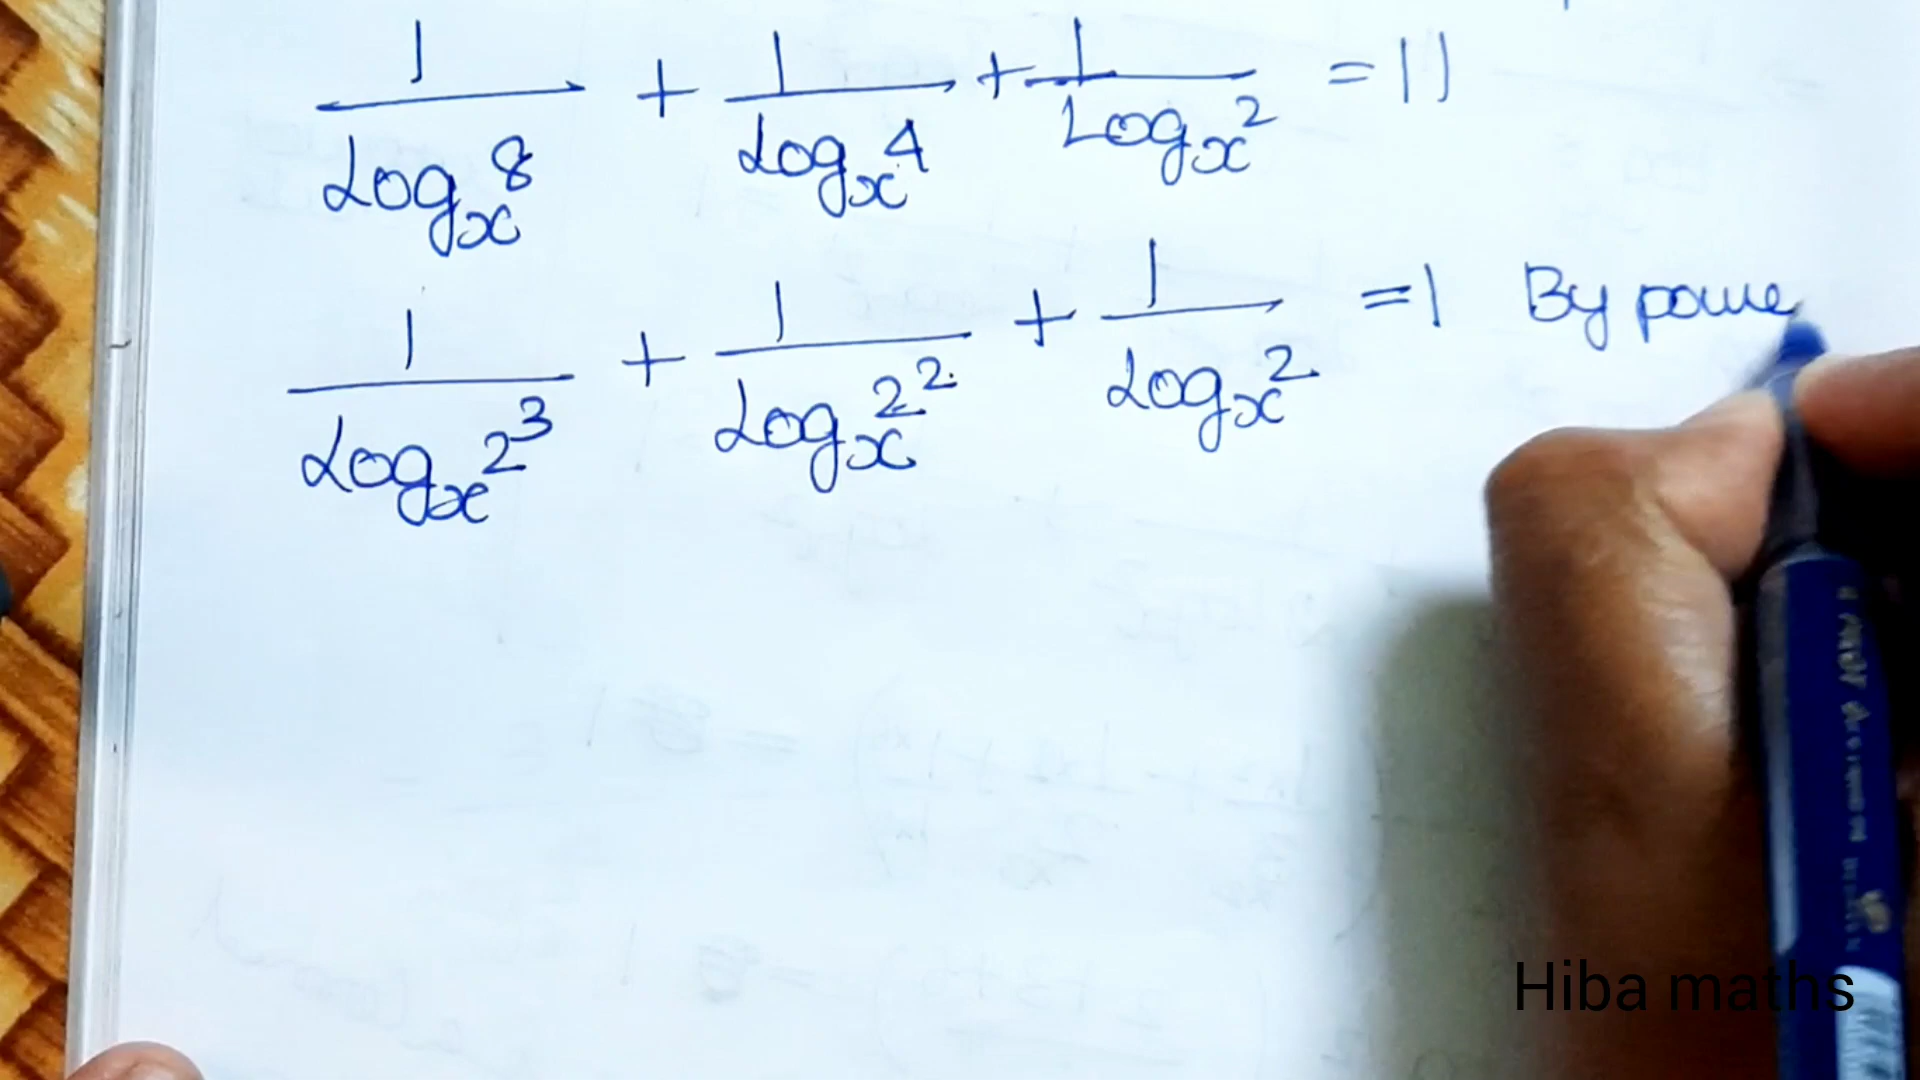 1/Log_x 8 + 1/Log_x 4 + 1/Log_x 2 = 11
1/Log_x 2^3 + 1/Log_x 2^2 + 1/Log_x 2 = 1 By powe
Hiba maths